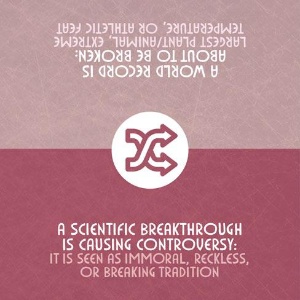 A WORLD RECORD IS
ABOUT TO BE BROKEN:
LARGEST PLANT/ANIMAL, EXTREME
TEMPERATURE, OR ATHLETIC FEAT
A SCIENTIFIC BREAKTHROUGH
IS CAUSING CONTROVERSY:
IT IS SEEN AS IMMORAL, RECKLESS,
OR BREAKING TRADITION